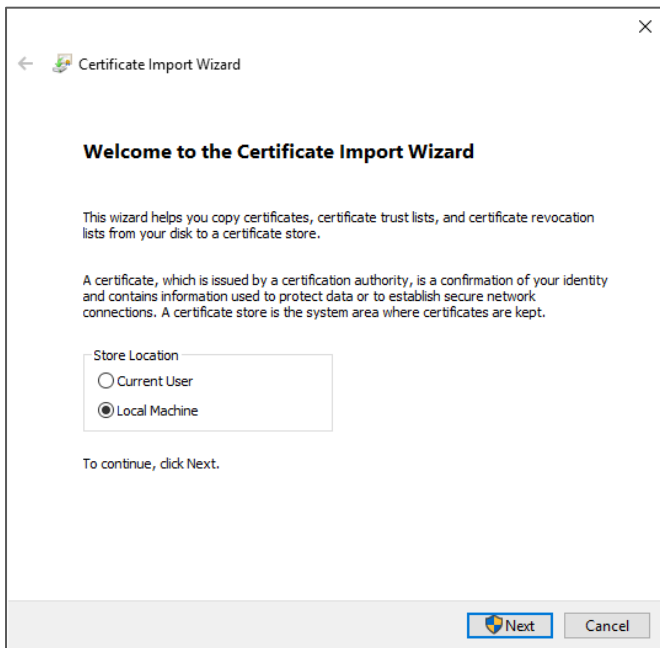 Certificate Import Wizard
Welcome to the Certificate Import Wizard
This wizard helps you copy certificates, certificate trust lists, and certificate revocation
lists from your disk to a certificate store.
A certificate, which is issued by a certification authority, is a confirmation of your identity
and contains information used to protect data or to establish secure network
connections. A certificate store is the system area where certificates are kept.
Store Location
Current User
Local Machine
To continue, click Next.
Next
Cancel